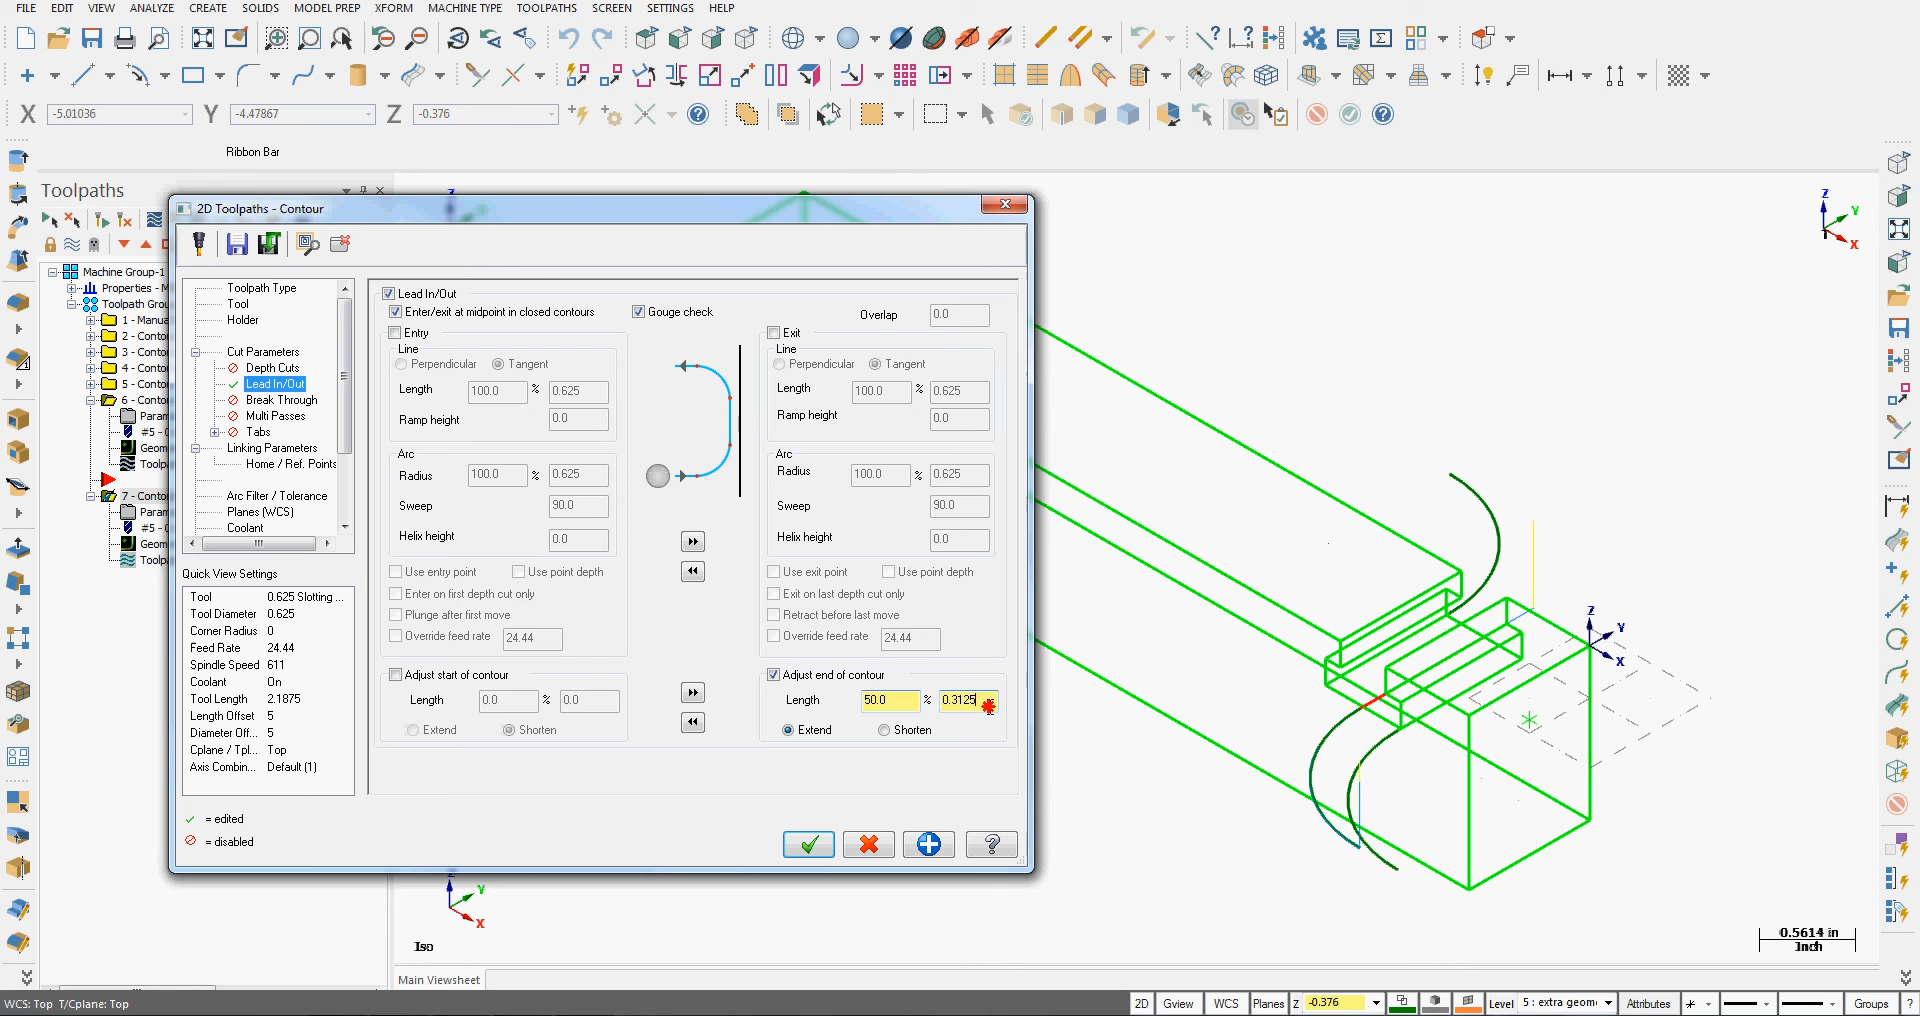 FILE EDIT VIEW ANALYZE CREATE SOLIDS MODEL PREP XFORM MACHINE TYPE TOOLPATHS SCREEN SETTINGS HELP
X -5.01036 Y -4.47867 Z -0.376
Ribbon Bar
Toolpaths
2D Toolpaths - Contour
Machine Group-1
Properties - M
Toolpath Grou
1 - Manua
2 - Conto
3 - Conto
4 - Conto
5 - Conto
6 - Conto
Param
#5 - 0
Geom
Toolp
7 - Conto
Param
#5 - 0
Geom
Toolp
Toolpath Type
Tool
Holder
Cut Parameters
Depth Cuts
Lead In/Out
Break Through
Multi Passes
Tabs
Linking Parameters
Home / Ref. Points
Arc Filter / Tolerance
Planes (WCS)
Coolant
Quick View Settings
Tool 0.625 Slotting ...
Tool Diameter 0.625
Corner Radius 0
Feed Rate 24.44
Spindle Speed 611
Coolant On
Tool Length 2.1875
Length Offset 5
Diameter Off... 5
Cplane / Tpl... Top
Axis Combin... Default (1)
= edited
= disabled
Lead In/Out
Enter/exit at midpoint in closed contours Gouge check Overlap 0.0
Entry
Line
Perpendicular Tangent
Length 100.0 % 0.625
Ramp height 0.0
Arc
Radius 100.0 % 0.625
Sweep 90.0
Helix height 0.0
Use entry point Use point depth
Enter on first depth cut only
Plunge after first move
Override feed rate 24.44
Adjust start of contour
Length 0.0 % 0.0
Extend Shorten
Exit
Line
Perpendicular Tangent
Length 100.0 % 0.625
Ramp height 0.0
Arc
Radius 100.0 % 0.625
Sweep 90.0
Helix height 0.0
Use exit point Use point depth
Exit on last depth cut only
Retract before last move
Override feed rate 24.44
Adjust end of contour
Length 50.0 % 0.3125
Extend Shorten
Z
Y
X
Z
Y
X
Z
Y
X
Iso
0.5614 in
Inch
Main Viewsheet
WCS: Top T/Cplane: Top
2D Gview WCS Planes Z -0.376 Level 5 : extra geom Attributes Groups ?